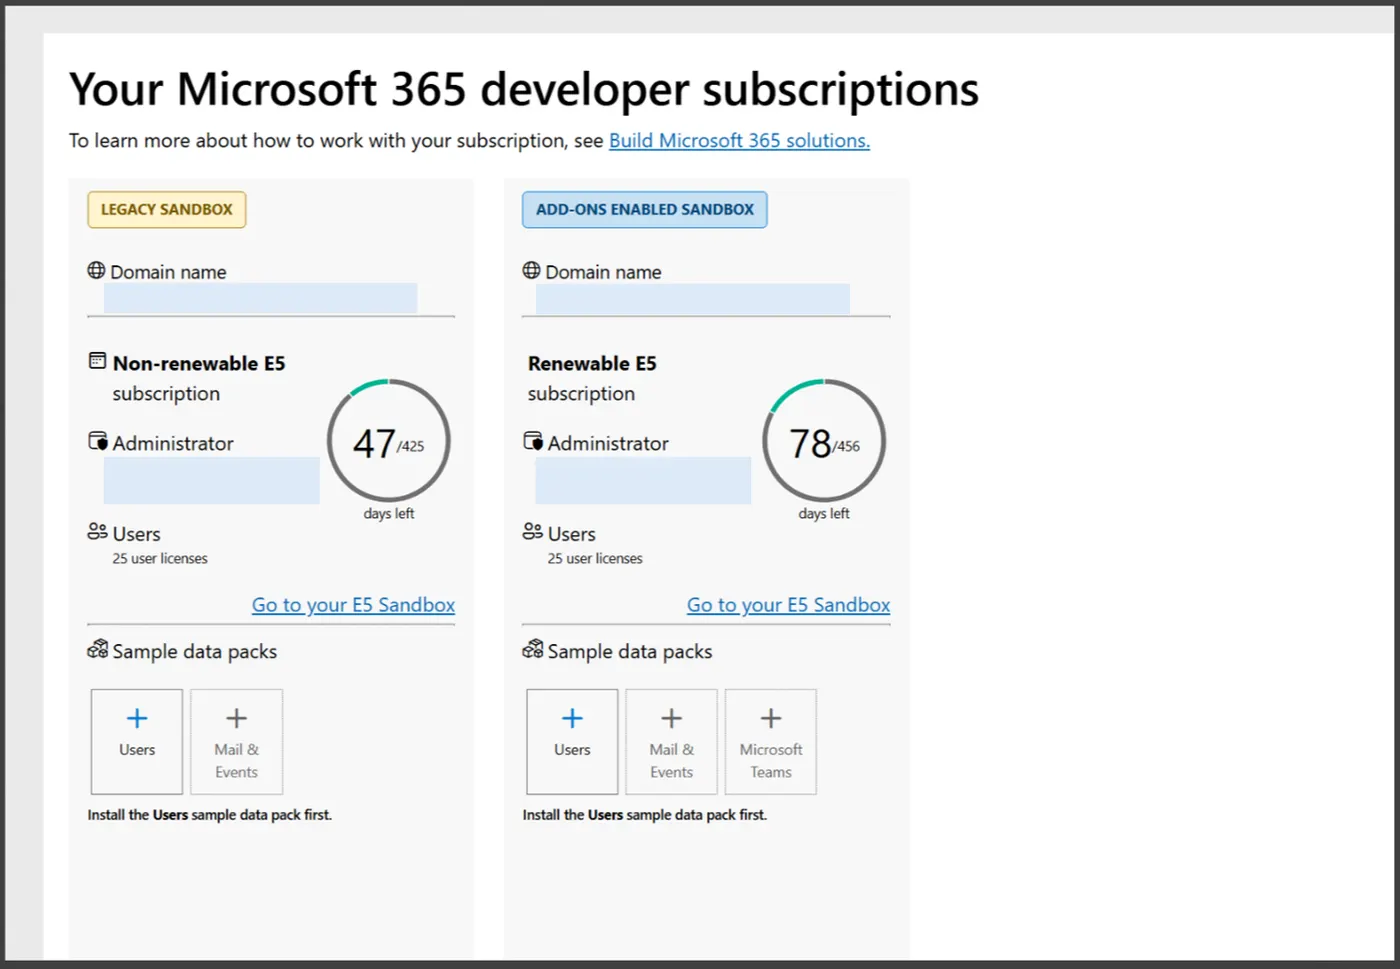 Your Microsoft 365 developer subscriptions
To learn more about how to work with your subscription, see Build Microsoft 365 solutions.
LEGACY SANDBOX
Domain name
Non-renewable E5
subscription
Administrator
47/425
days left
Users
25 user licenses
Go to your E5 Sandbox
Sample data packs
Users
Mail &
Events
Install the Users sample data pack first.
ADD-ONS ENABLED SANDBOX
Domain name
Renewable E5
subscription
Administrator
78/456
days left
Users
25 user licenses
Go to your E5 Sandbox
Sample data packs
Users
Mail &
Events
Microsoft
Teams
Install the Users sample data pack first.